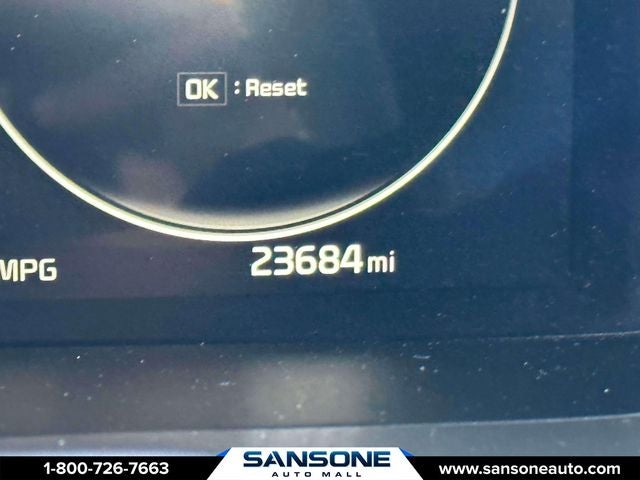 OK : Reset
MPG 23684 mi
1-800-726-7663 SANSONE www.sansoneauto.com
AUTO MALL